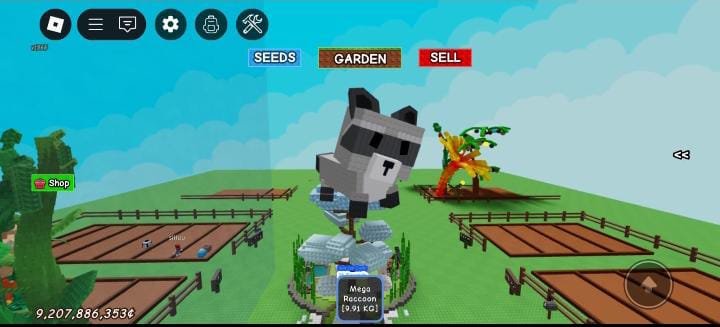 SEEDS
GARDEN
SELL
Shop
Mega
Raccoon
[9.91 KG]
9,207,886,353¢